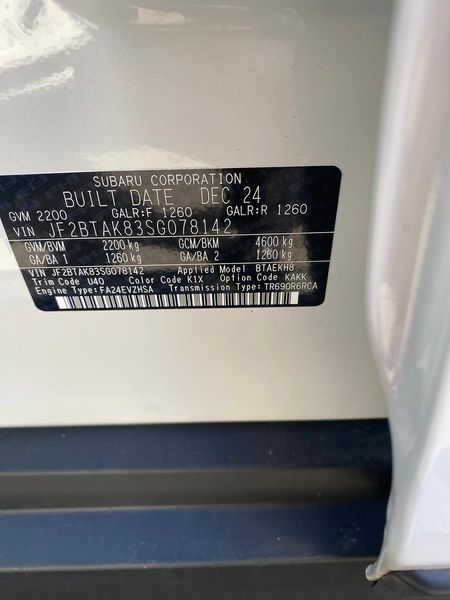 SUBARU CORPORATION
BUILT DATE DEC 24
GVM 2200 GALR:F 1260 GALR:R 1260
VIN JF2BTAK83SG078142
GVM/BVM 2200 kg GCM/BKM 4600 kg
GA/BA 1 1260 kg GA/BA 2 1260 kg
VIN JF2BTAK83SG078142 Applied Model BTAEKH8
Trim Code U40 Color Code K1X Option Code KAKK
Engine Type: FA24EVZHSA Transmission Type: TR690R6RCA